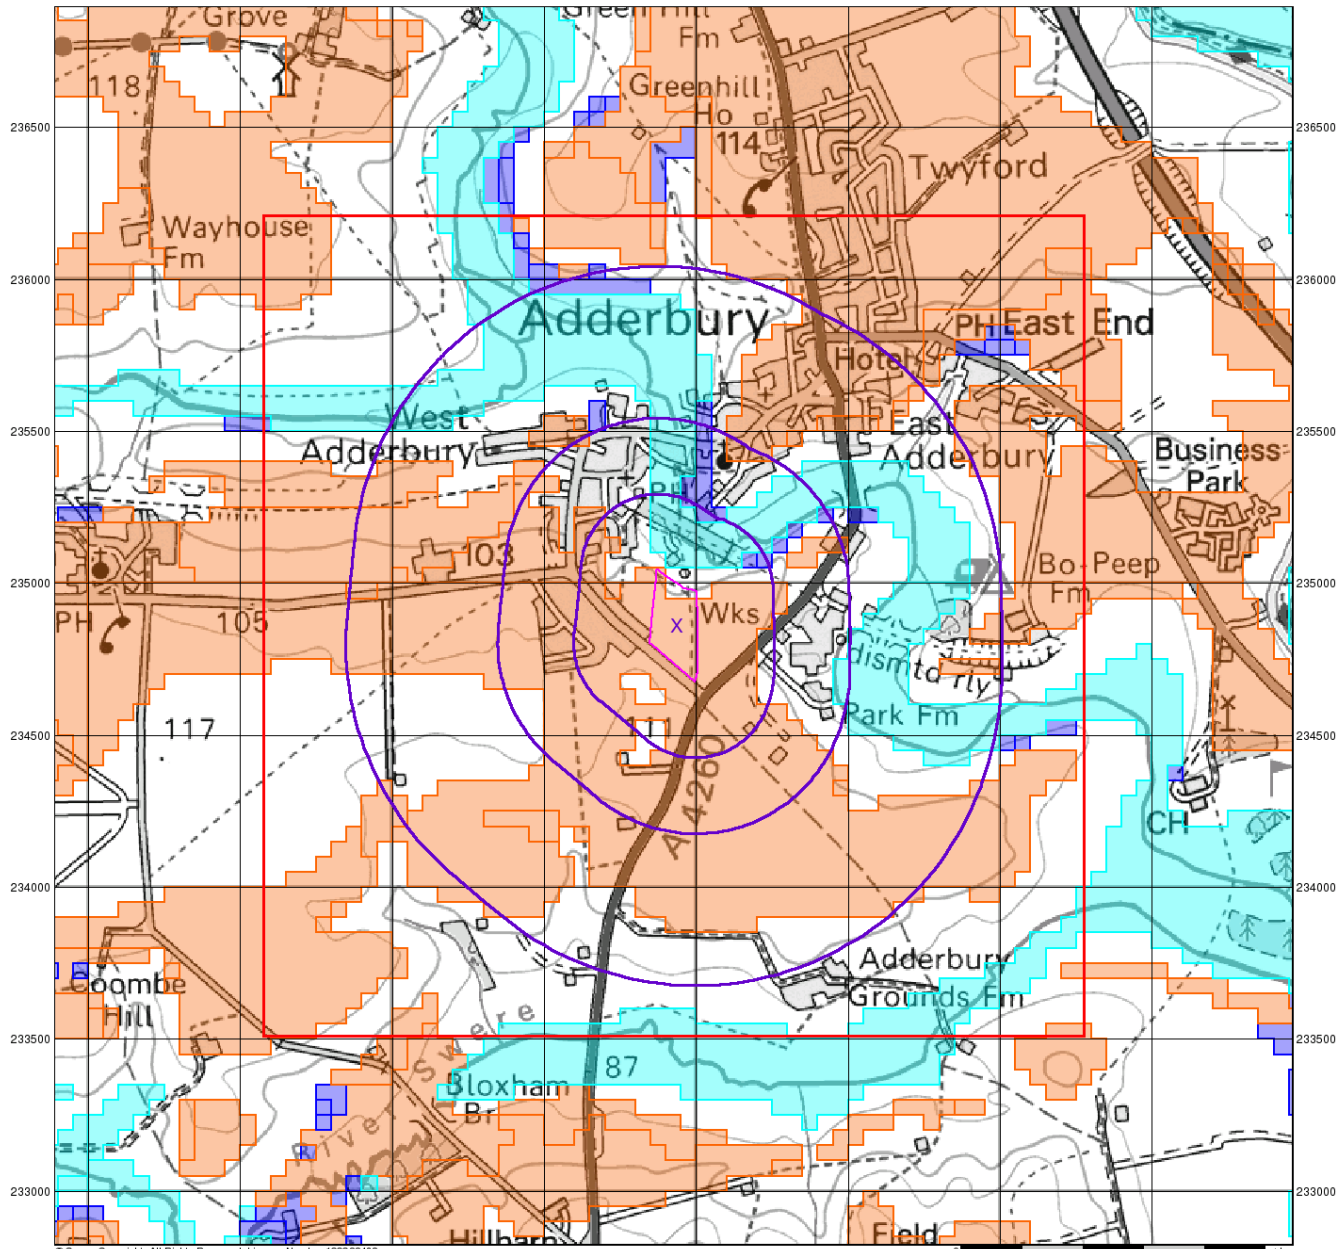 Grove
Green Hill
Fm
118
Greenhill
Ho
114
236500
236500
Twyford
Wayhouse
Fm
236000
236000
Adderbury
PH East End
Hotel
West
Adderbury
235500
235500
East
Adderbury
Business
Park
PH
103
Bo-Peep
Fm
235000
235000
PH
105
Wks
X
dismtd rly
Park Fm
117
111
234500
234500
A 4260
CH
234000
234000
Adderbury
Grounds Fm
Coombe
Hill
233500
233500
River Swere
87
Bloxham
Br
233000
233000
Field